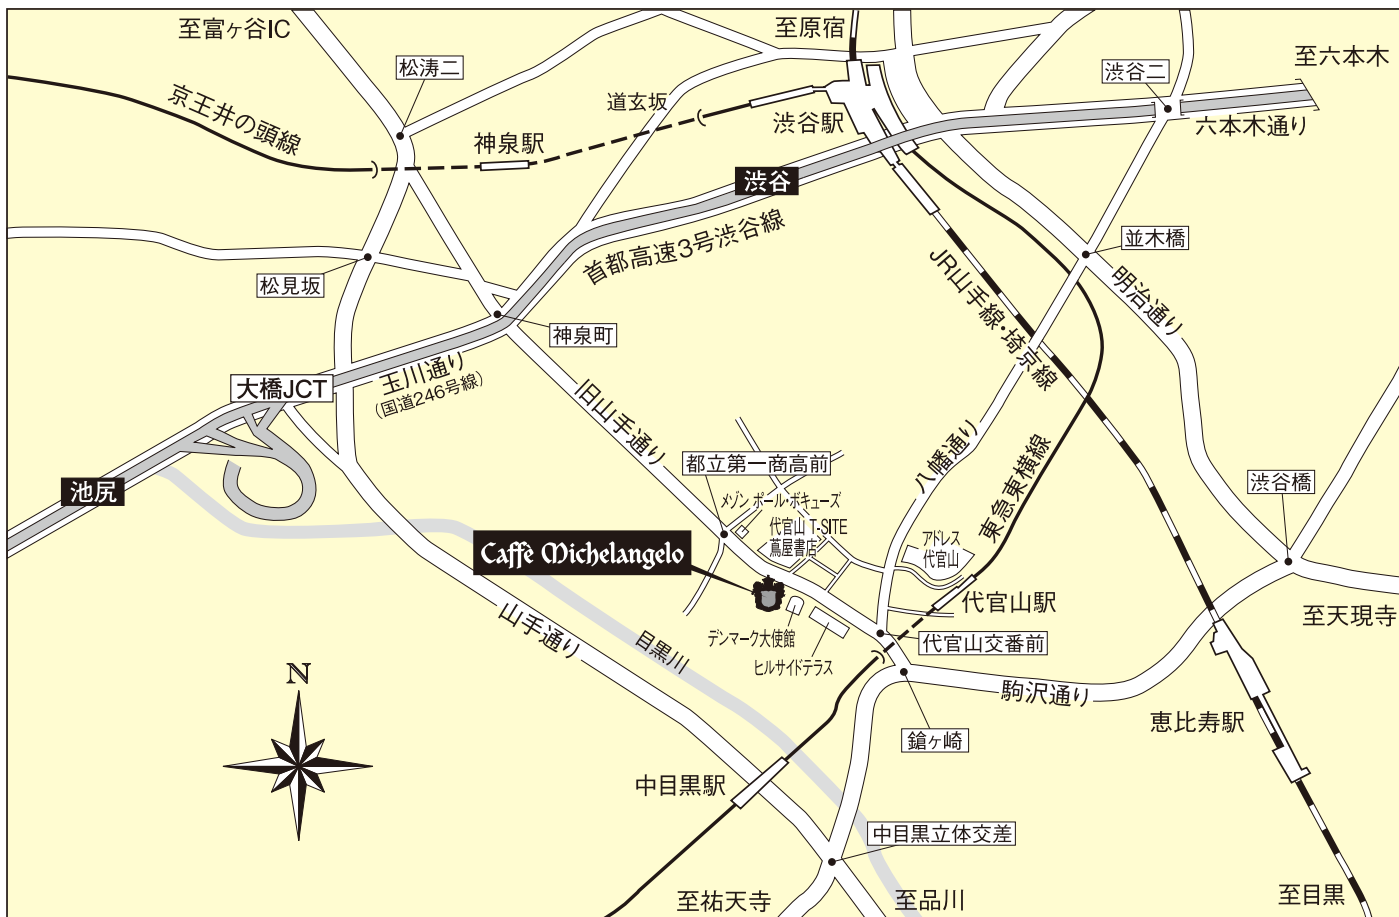 至富ヶ谷IC
至原宿
至六本木
松涛二
渋谷二
京王井の頭線
道玄坂
神泉駅
渋谷駅
六本木通り
渋谷
首都高速3号渋谷線
並木橋
松見坂
JR山手線・埼京線
明治通り
神泉町
玉川通り
(国道246号線)
大橋JCT
旧山手通り
八幡通り
都立第一商高前
東急東横線
渋谷橋
池尻
メゾン ポール・ボキューズ
代官山 T-SITE
蔦屋書店
アドレス
代官山
Caffè Michelangelo
代官山駅
至天現寺
山手通り
目黒川
デンマーク大使館
ヒルサイドテラス
代官山交番前
N
駒沢通り
恵比寿駅
鎗ヶ崎
中目黒駅
中目黒立体交差
至祐天寺
至品川
至目黒